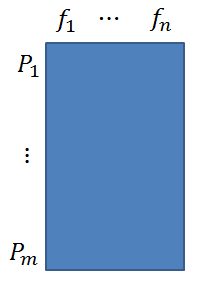 f₁ ⋯ fₙ
P₁
⋮
Pₘ